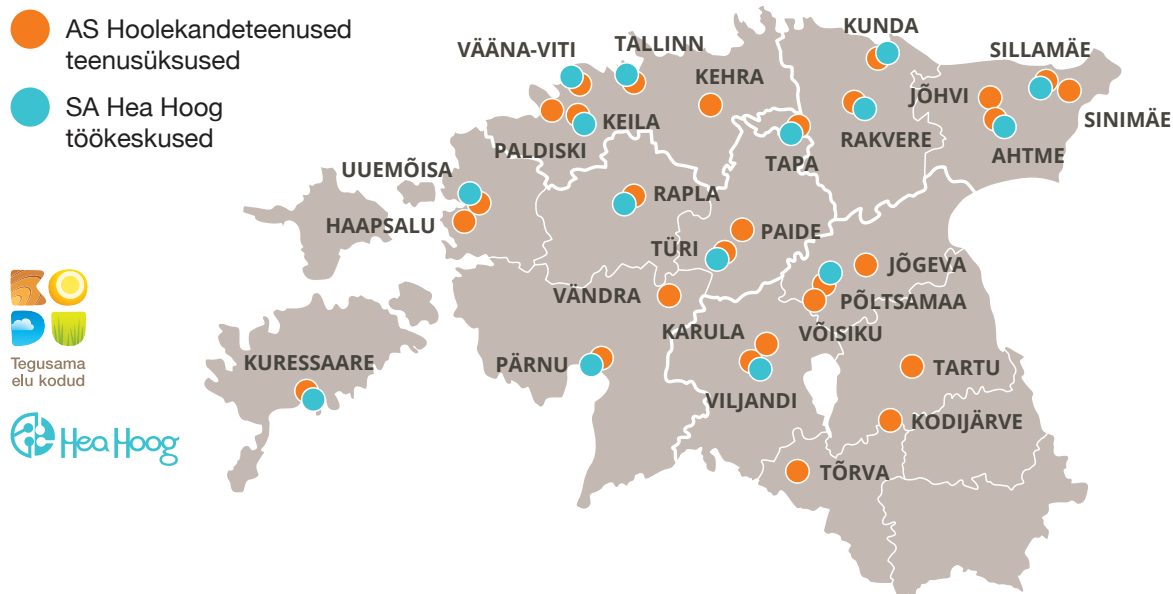 AS Hoolekandeteenused
teenusüksused
SA Hea Hoog
töökeskused
VÄÄNA-VITI
TALLINN
KEHRA
KUNDA
SILLAMÄE
JÕHVI
SINIMÄE
KEILA
PALDISKI
RAKVERE
AHTME
TAPA
UUEMÕISA
HAAPSALU
RAPLA
PAIDE
TÜRI
JÕGEVA
VÄNDRA
PÕLTSAMAA
KARULA
VÕISIKU
KURESSAARE
PÄRNU
TARTU
VILJANDI
KODIJÄRVE
TÕRVA
KODU
Tegusama
elu kodud
Hea Hoog